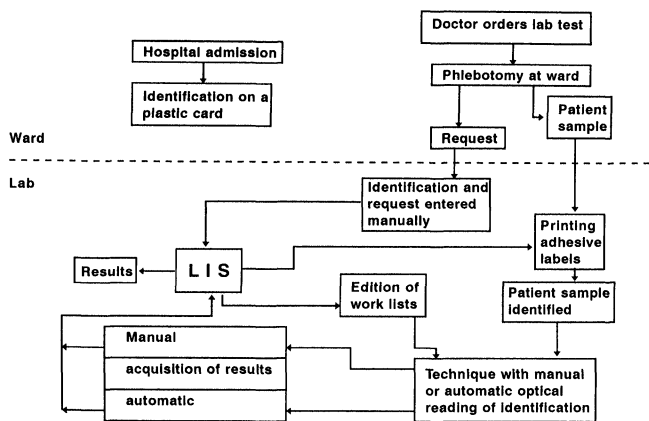 Doctor orders lab test
Hospital admission
Phlebotomy at ward
Identification on a
plastic card
Patient
sample
Ward
Request
Lab
Identification and
request entered
manually
Printing
adhesive
labels
Results
L I S
Edition of
work lists
Patient sample
identified
Manual
acquisition of results
automatic
Technique with manual
or automatic optical
reading of identification